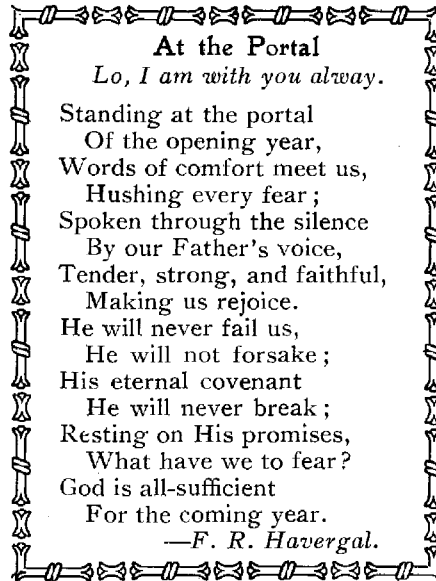 At the Portal
Lo, I am with you alway.
Standing at the portal
Of the opening year,
Words of comfort meet us,
Hushing every fear;
Spoken through the silence
By our Father's voice,
Tender, strong, and faithful,
Making us rejoice.
He will never fail us,
He will not forsake;
His eternal covenant
He will never break;
Resting on His promises,
What have we to fear?
God is all-sufficient
For the coming year.
—F. R. Havergal.